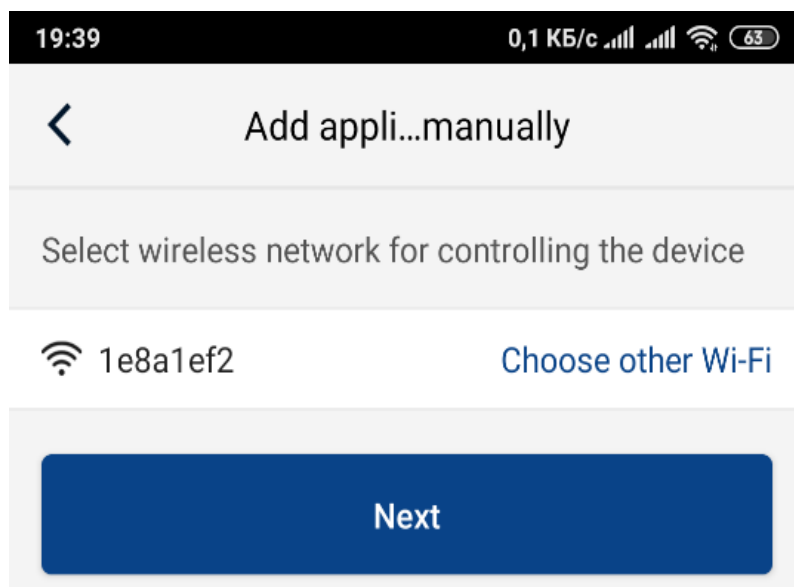 19:39 0,1 КБ/с 63
Add appli...manually
Select wireless network for controlling the device
1e8a1ef2 Choose other Wi-Fi
Next